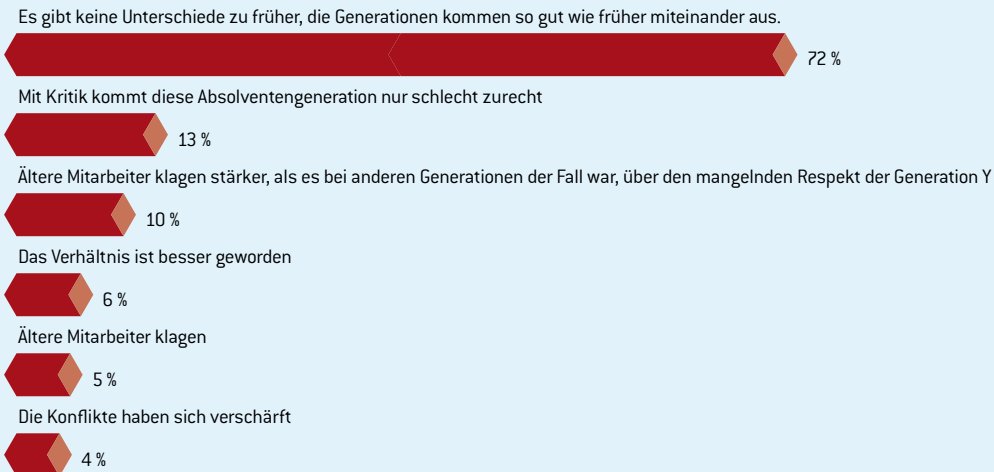 Es gibt keine Unterschiede zu früher, die Generationen kommen so gut wie früher miteinander aus.
72 %
Mit Kritik kommt diese Absolventengeneration nur schlecht zurecht
13 %
Ältere Mitarbeiter klagen stärker, als es bei anderen Generationen der Fall war, über den mangelnden Respekt der Generation Y
10 %
Das Verhältnis ist besser geworden
6 %
Ältere Mitarbeiter klagen
5 %
Die Konflikte haben sich verschärft
4 %